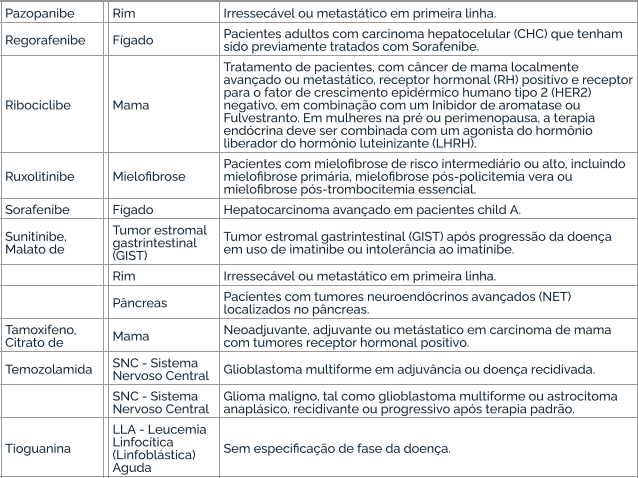 Pazopanibe
Rim
Irressecável ou metastático em primeira linha.
Regorafenibe
Fígado
Pacientes adultos com carcinoma hepatocelular (CHC) que tenham
sido previamente tratados com Sorafenibe.
Ribociclibe
Mama
Tratamento de pacientes, com câncer de mama localmente
avançado ou metastático, receptor hormonal (RH) positivo e receptor
para o fator de crescimento epidérmico humano tipo 2 (HER2)
negativo, em combinação com um Inibidor de aromatase ou
Fulvestranto. Em mulheres na pré ou perimenopausa, a terapia
endócrina deve ser combinada com um agonista do hormônio
liberador do hormônio luteinizante (LHRH).
Ruxolitinibe
Mielofibrose
Pacientes com mielofibrose de risco intermediário ou alto, incluindo
mielofibrose primária, mielofibrose pós-policitemia vera ou
mielofibrose pós-trombocitemia essencial.
Sorafenibe
Fígado
Hepatocarcinoma avançado em pacientes child A.
Sunitinibe,
Malato de
Tumor estromal
gastrintestinal
(GIST)
Tumor estromal gastrintestinal (GIST) após progressão da doença
em uso de imatinibe ou intolerância ao imatinibe.
Rim
Irressecável ou metastático em primeira linha.
Pâncreas
Pacientes com tumores neuroendócrinos avançados (NET)
localizados no pâncreas.
Tamoxifeno,
Citrato de
Mama
Neoadjuvante, adjuvante ou metástatico em carcinoma de mama
com tumores receptor hormonal positivo.
Temozolamida
SNC - Sistema
Nervoso Central
Glioblastoma multiforme em adjuvância ou doença recidivada.
SNC - Sistema
Nervoso Central
Glioma maligno, tal como glioblastoma multiforme ou astrocitoma
anaplásico, recidivante ou progressivo após terapia padrão.
Tioguanina
LLA - Leucemia
Linfocítica
(Linfoblástica)
Aguda
Sem especificação de fase da doença.